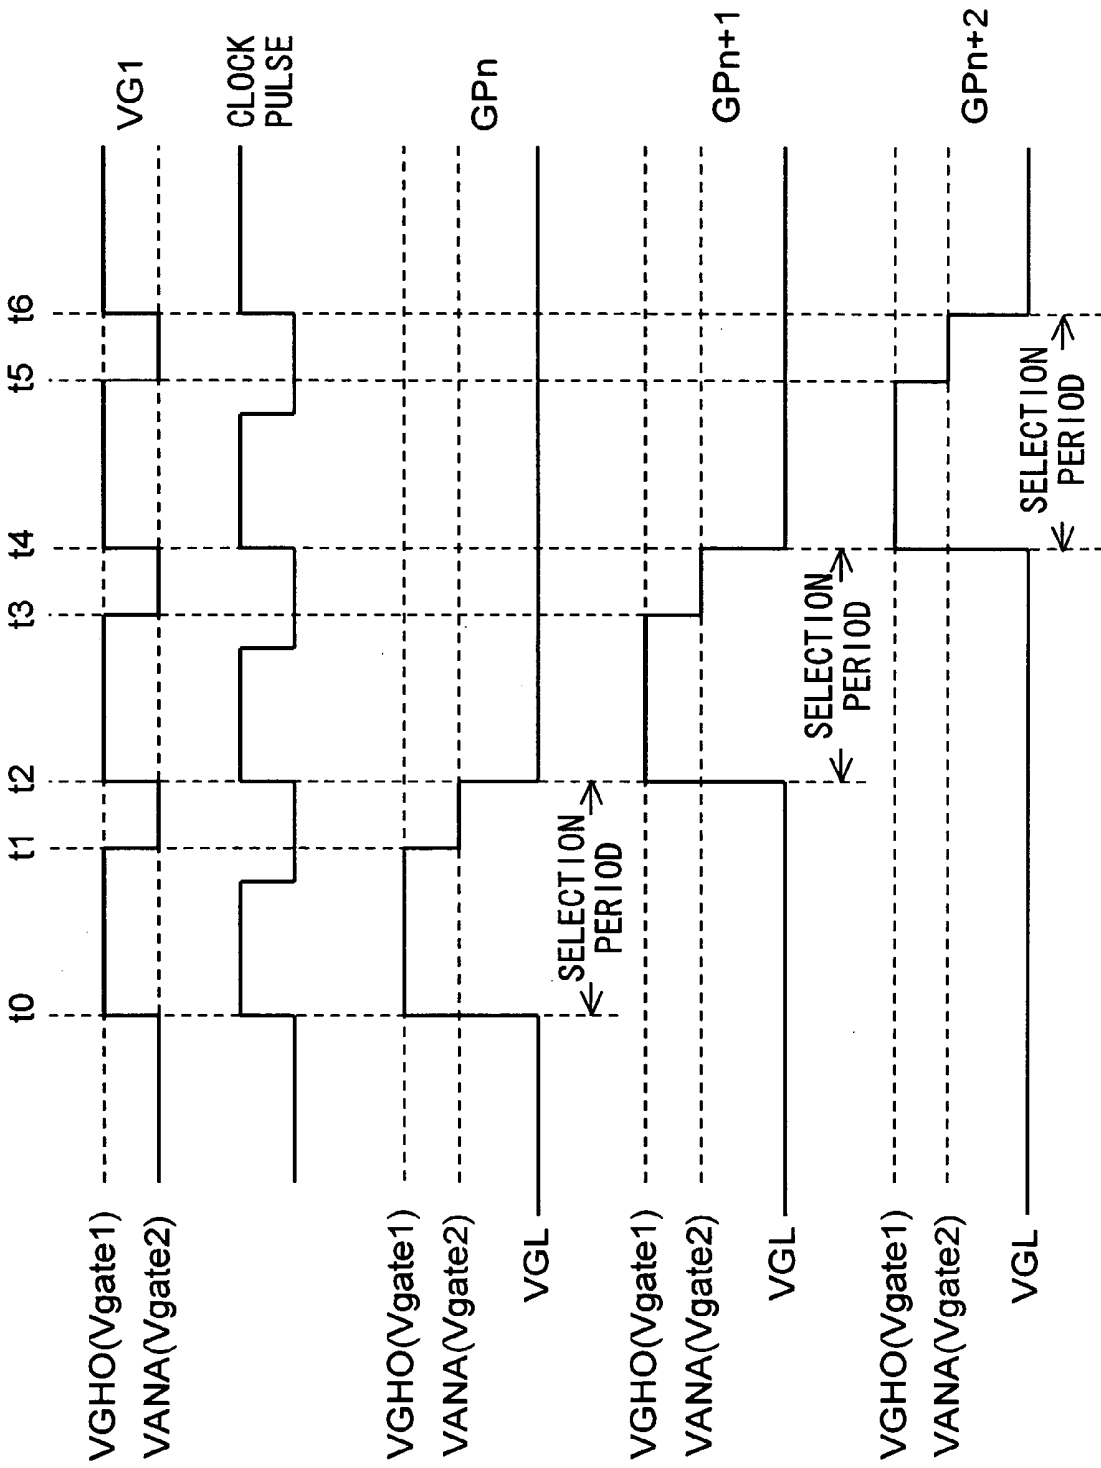 t0 t1 t2 t3 t4 t5 t6
VGHO(Vgate1)
VANA(Vgate2)
VG1
CLOCK
PULSE
VGHO(Vgate1)
VANA(Vgate2)
VGL
GPn
SELECTION
PERIOD
VGHO(Vgate1)
VANA(Vgate2)
VGL
GPn+1
SELECTION
PERIOD
VGHO(Vgate1)
VANA(Vgate2)
VGL
GPn+2
SELECTION
PERIOD